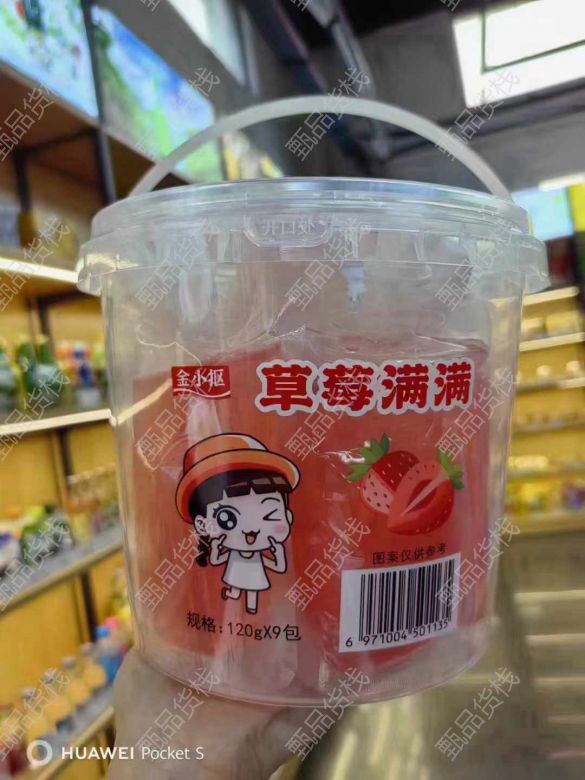 开口处
金小抠
草莓满满
图案仅供参考
规格:120gX9包
6 971004 501135
HUAWEI Pocket S
甄品货栈